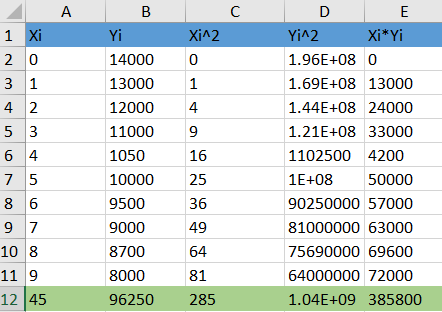 A B C D E
1 Xi Yi Xi^2 Yi^2 Xi*Yi
2 0 14000 0 1.96E+08 0
3 1 13000 1 1.69E+08 13000
4 2 12000 4 1.44E+08 24000
5 3 11000 9 1.21E+08 33000
6 4 1050 16 1102500 4200
7 5 10000 25 1E+08 50000
8 6 9500 36 90250000 57000
9 7 9000 49 81000000 63000
10 8 8700 64 75690000 69600
11 9 8000 81 64000000 72000
12 45 96250 285 1.04E+09 385800